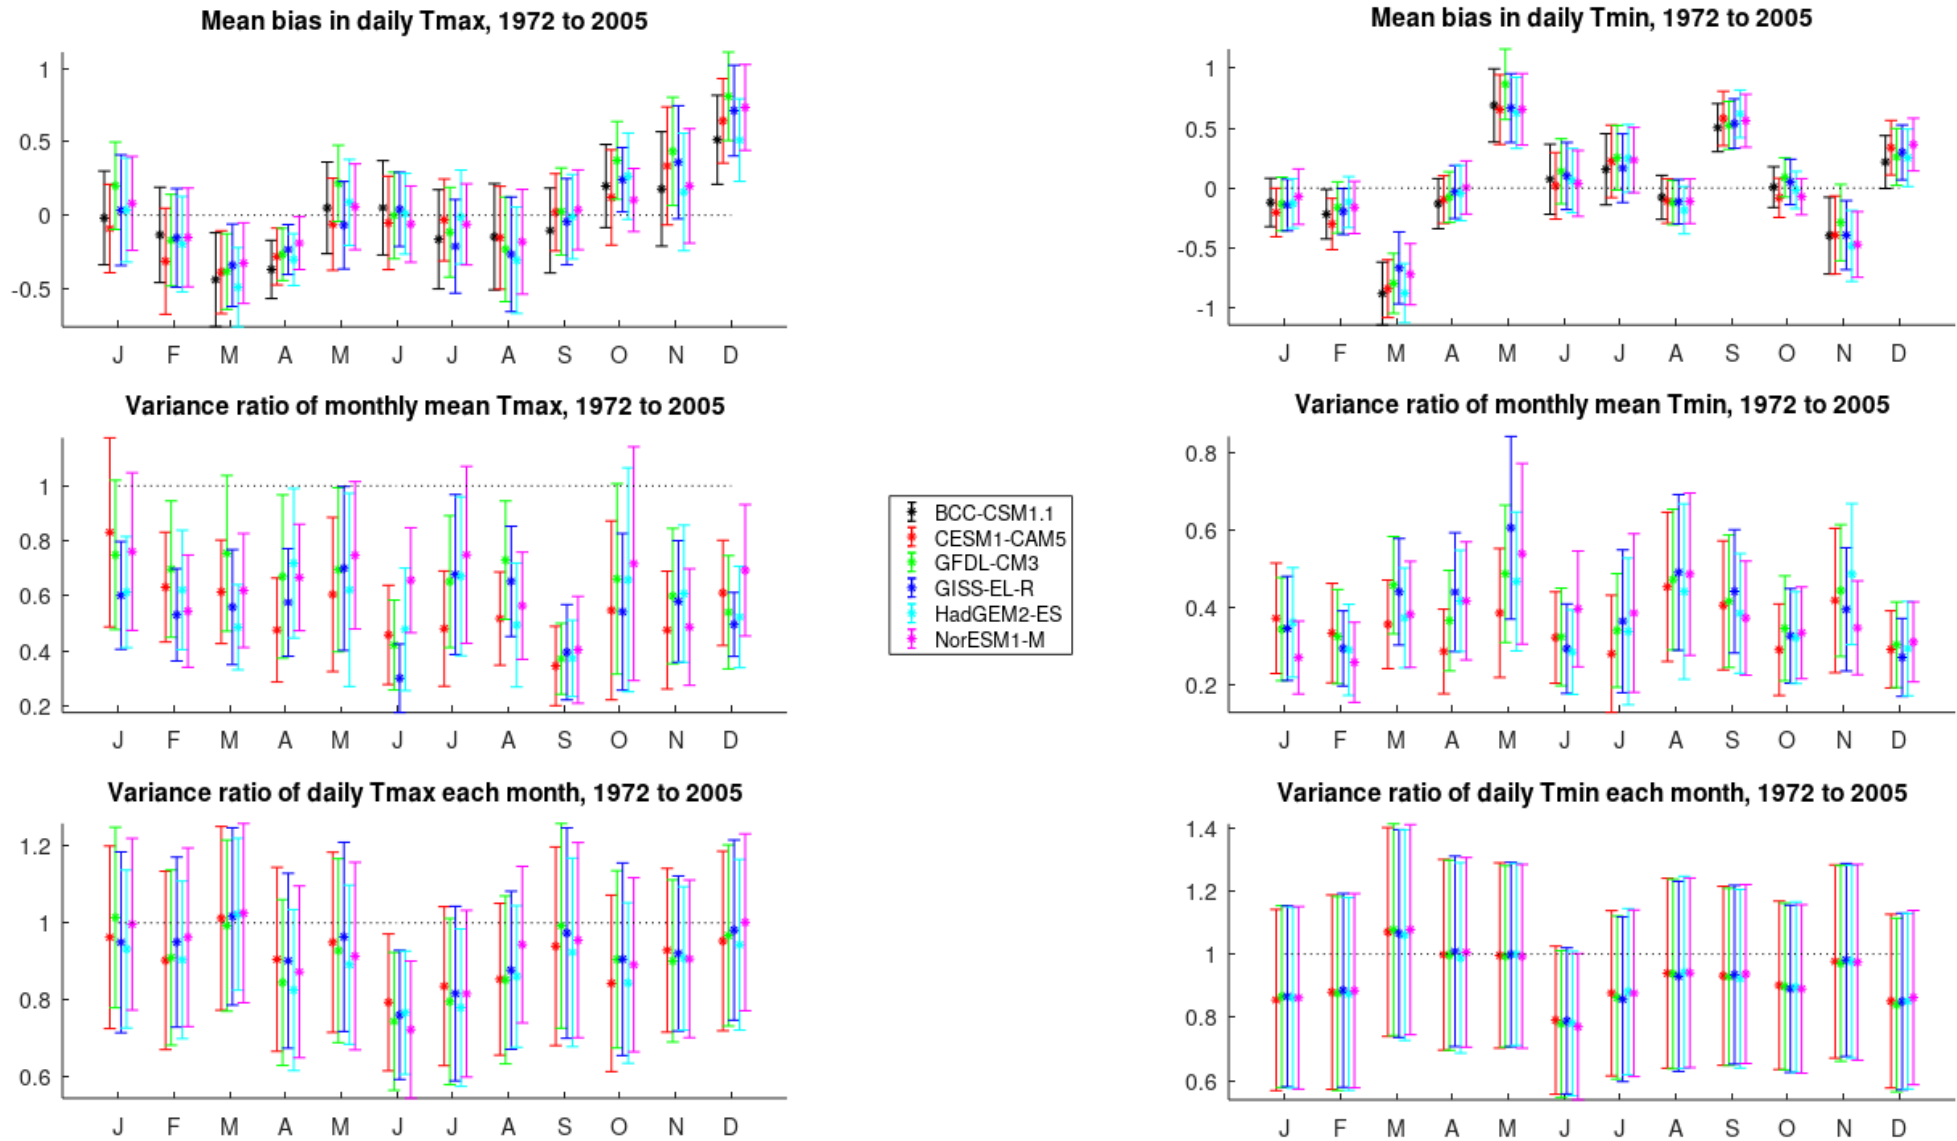 Mean bias in daily Tmax, 1972 to 2005
1
0.5
0
-0.5
J F M A M J J A S O N D
Mean bias in daily Tmin, 1972 to 2005
1
0.5
0
-0.5
-1
J F M A M J J A S O N D
Variance ratio of monthly mean Tmax, 1972 to 2005
1
0.8
0.6
0.4
0.2
J F M A M J J A S O N D
BCC-CSM1.1
CESM1-CAM5
GFDL-CM3
GISS-EL-R
HadGEM2-ES
NorESM1-M
Variance ratio of monthly mean Tmin, 1972 to 2005
0.8
0.6
0.4
0.2
J F M A M J J A S O N D
Variance ratio of daily Tmax each month, 1972 to 2005
1.2
1
0.8
0.6
J F M A M J J A S O N D
Variance ratio of daily Tmin each month, 1972 to 2005
1.4
1.2
1
0.8
0.6
J F M A M J J A S O N D